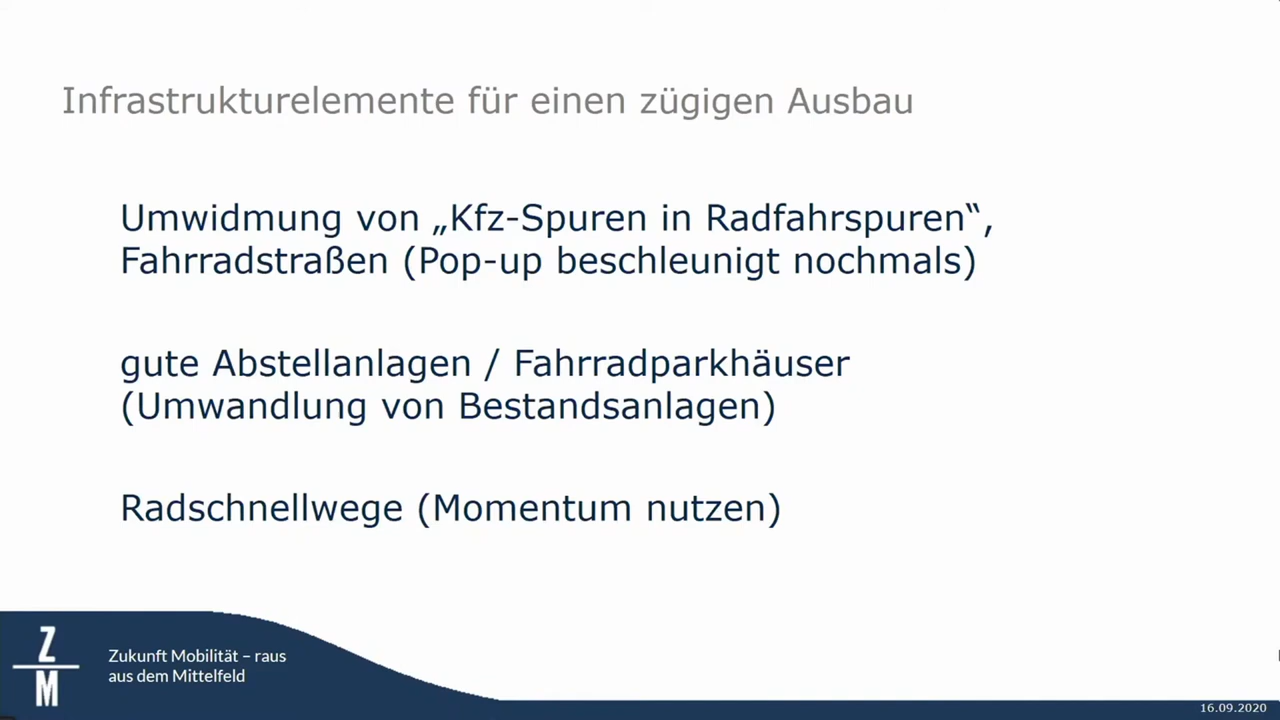 Infrastrukturelemente für einen zügigen Ausbau
Umwidmung von „Kfz-Spuren in Radfahrspuren“,
Fahrradstraßen (Pop-up beschleunigt nochmals)
gute Abstellanlagen / Fahrradparkhäuser
(Umwandlung von Bestandsanlagen)
Radschnellwege (Momentum nutzen)
Z
M
Zukunft Mobilität – raus
aus dem Mittelfeld
16.09.2020